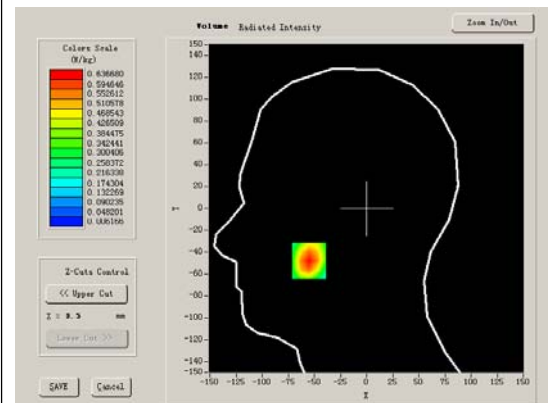 Volume Radiated Intensity
Zoom In/Out
Colors Scale
(W/kg)
0.636680
0.594646
0.552612
0.510578
0.468543
0.426509
0.384475
0.342441
0.300406
0.258372
0.216338
0.174304
0.132269
0.090235
0.048201
0.006166
Z-Cuts Control
<< Upper Cut
Z = 8.5 mm
Lower Cut >>
SAVE
Cancel
150
140
120
100
80
60
40
20
0
-20
-40
-60
-80
-100
-120
-140
-150
Y
-150 -125 -100 -75 -50 -25 0 25 50 75 100 125 150
X